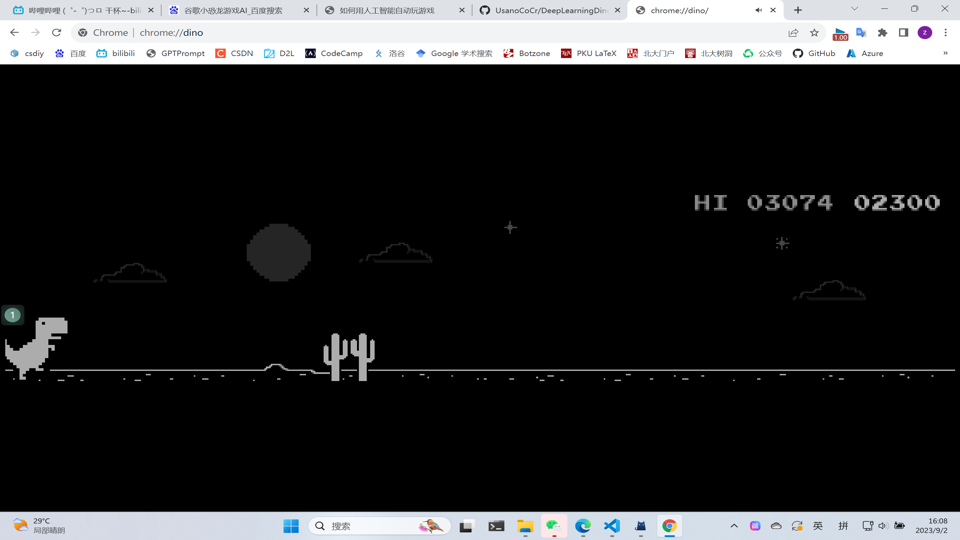 哔哩哔哩 (゜-゜)つロ 干杯~-bili
谷歌小恐龙游戏AI_百度搜索
如何用人工智能自动玩游戏
UsanoCoCr/DeepLearningDin
chrome://dino/
Chrome | chrome://dino
1.00
z
csdiy
百度
bilibili
GPTPrompt
CSDN
D2L
CodeCamp
洛谷
Google 学术搜索
Botzone
PKU LaTeX
北大门户
北大树洞
公众号
GitHub
Azure
»
HI 03074 02300
1
29°C
局部晴朗
搜索
英
拼
16:08
2023/9/2